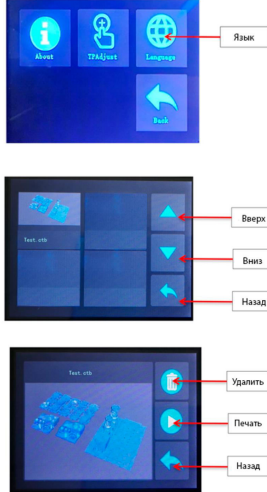 Язык
About
TPAdjust
Language
Back
Test.ctb
Вверх
Вниз
Назад
Test.ctb
Удалить
Печать
Назад